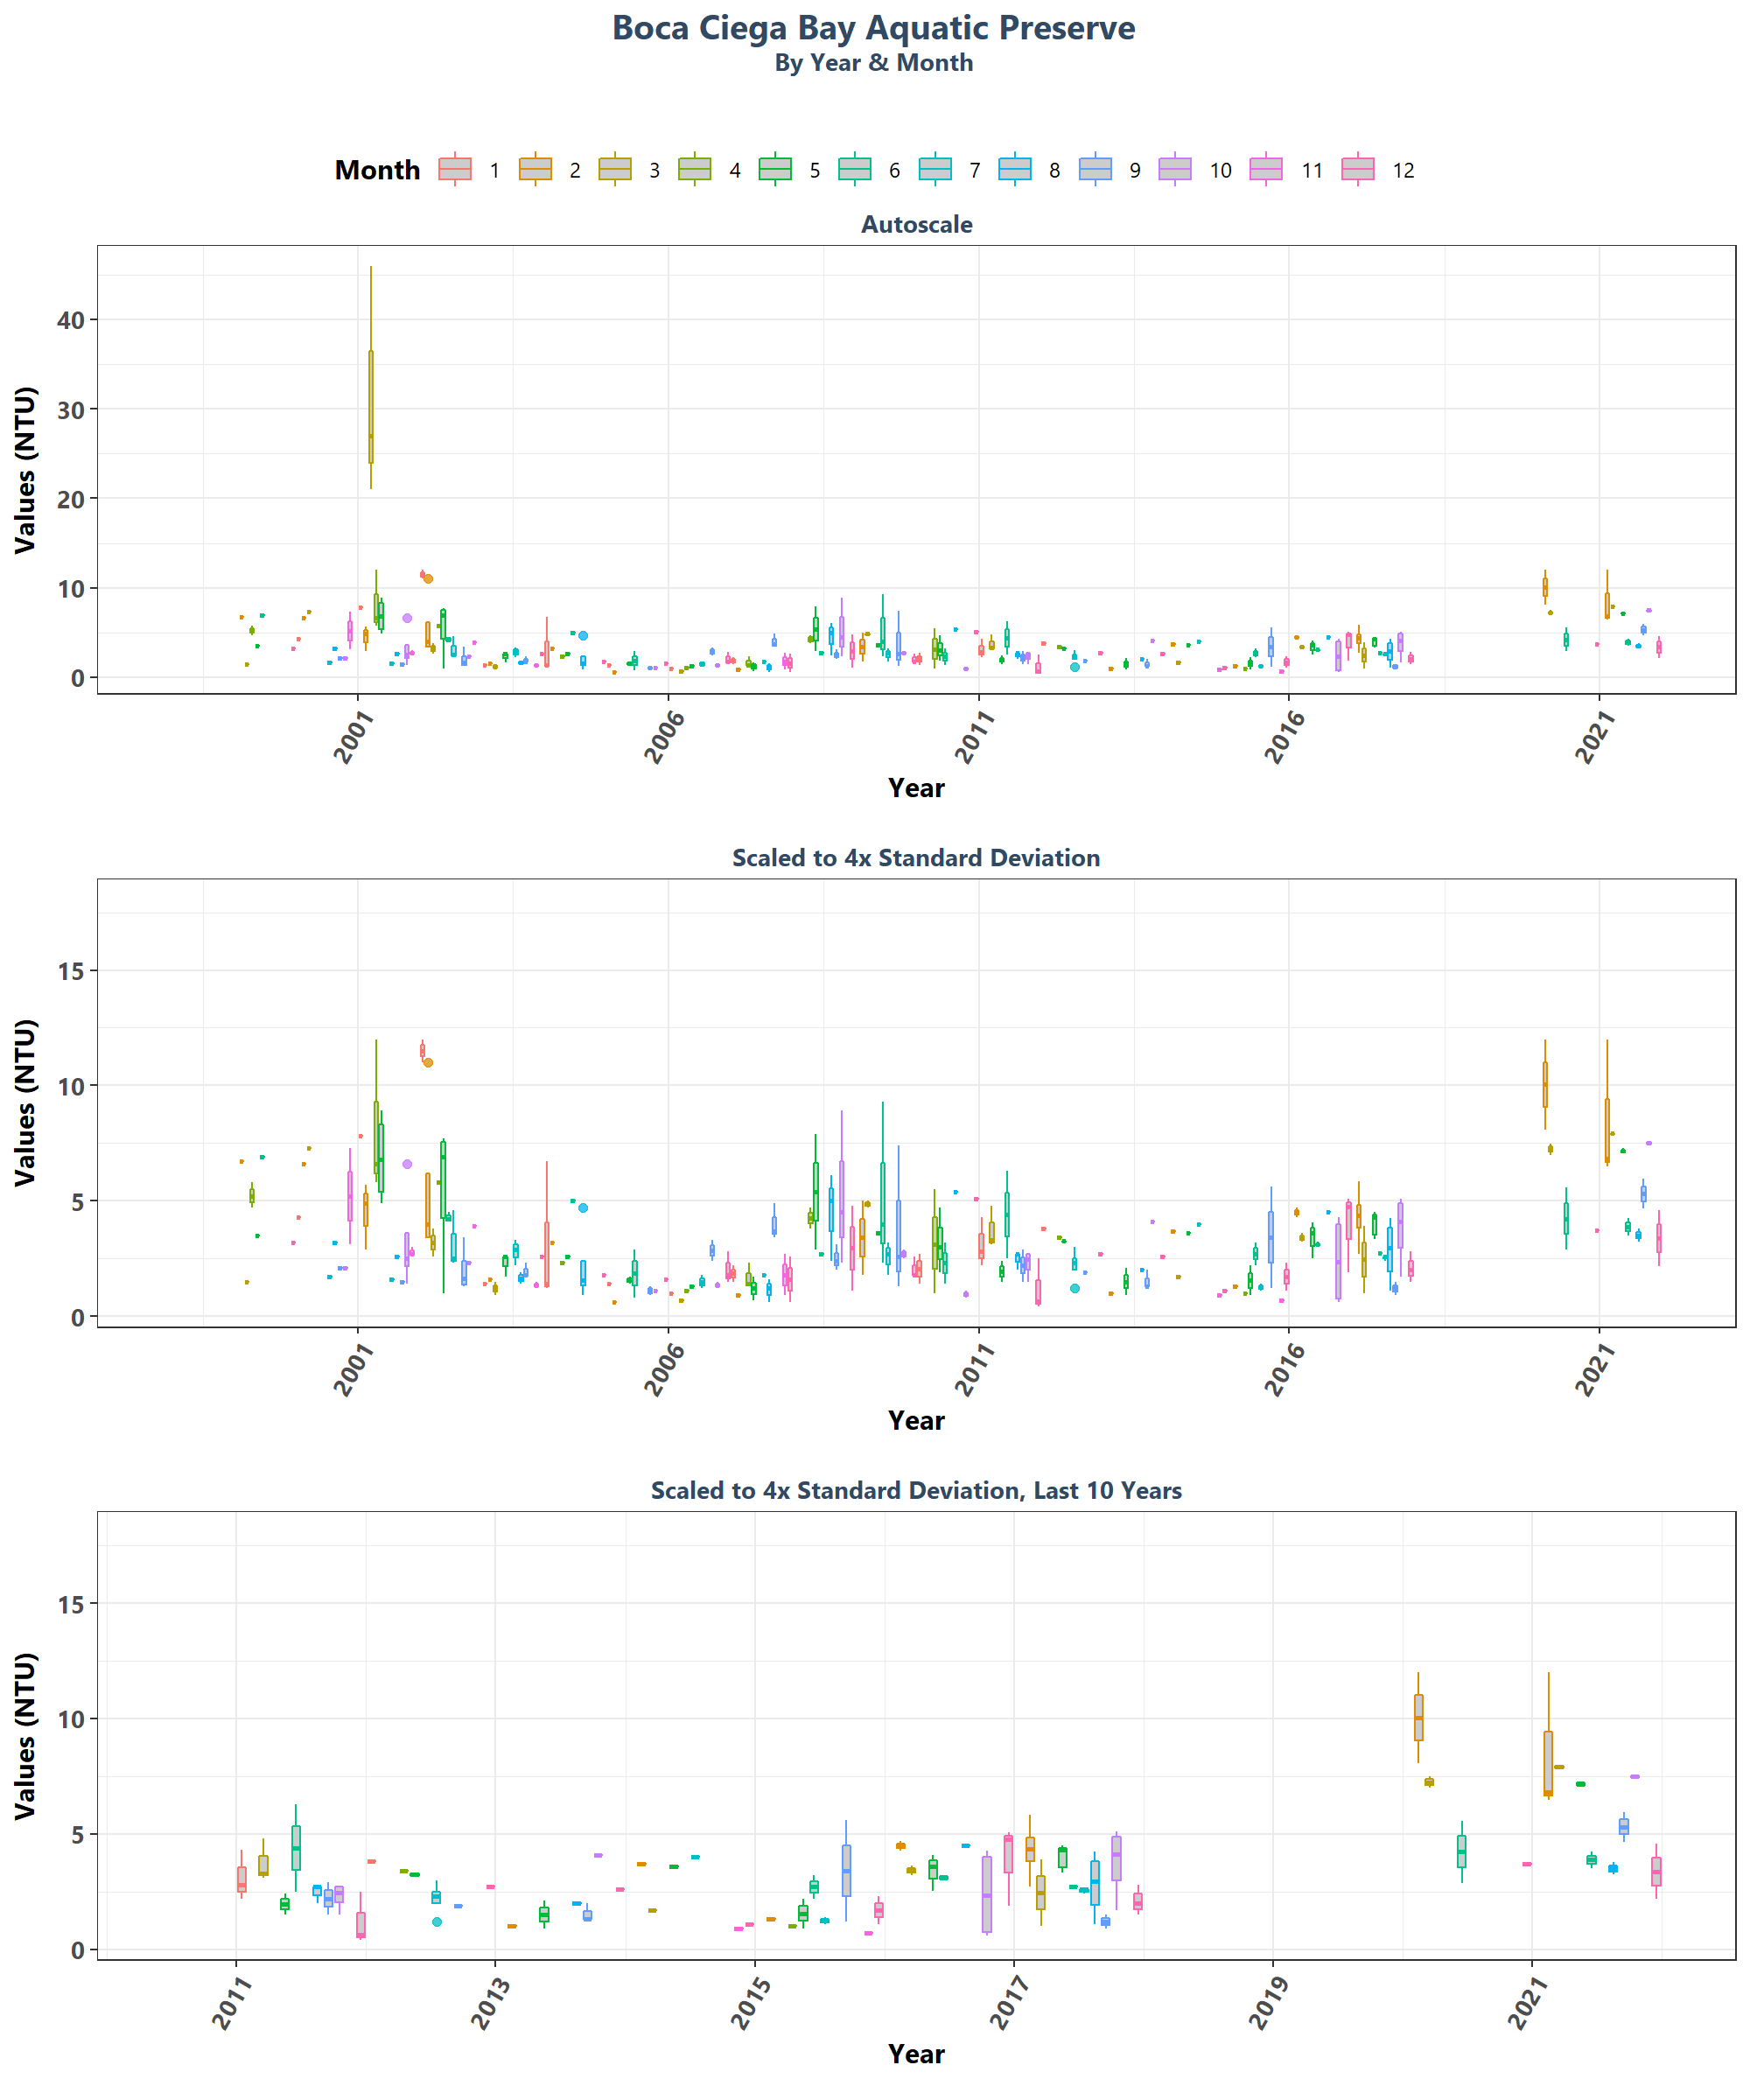 Boca Ciega Bay Aquatic Preserve
By Year & Month
Month 1 2 3 4 5 6 7 8 9 10 11 12
Autoscale
Values (NTU)
40
30
20
10
0
2001 2006 2011 2016 2021
Year
Scaled to 4x Standard Deviation
Values (NTU)
15
10
5
0
2001 2006 2011 2016 2021
Year
Scaled to 4x Standard Deviation, Last 10 Years
Values (NTU)
15
10
5
0
2011 2013 2015 2017 2019 2021
Year